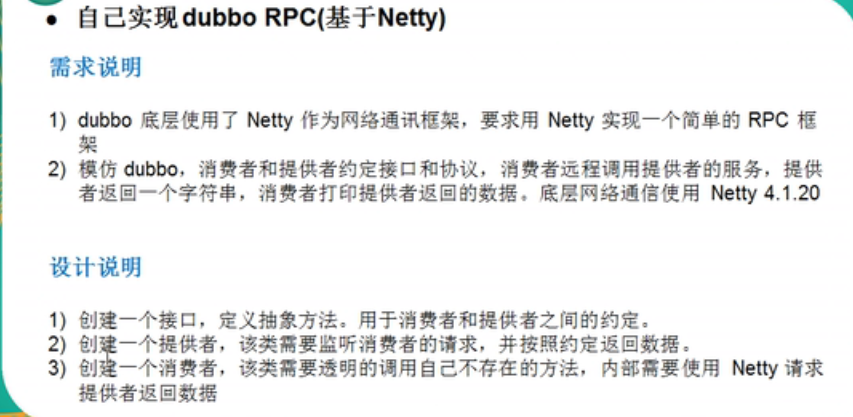 ● 自己实现dubbo RPC(基于Netty)
需求说明
1) dubbo 底层使用了 Netty 作为网络通讯框架，要求用 Netty 实现一个简单的 RPC 框
架
2) 模仿 dubbo，消费者和提供者约定接口和协议，消费者远程调用提供者的服务，提供
者返回一个字符串，消费者打印提供者返回的数据。底层网络通信使用 Netty 4.1.20
设计说明
1) 创建一个接口，定义抽象方法。用于消费者和提供者之间的约定。
2) 创建一个提供者，该类需要监听消费者的请求，并按照约定返回数据。
3) 创建一个消费者，该类需要透明的调用自己不存在的方法，内部需要使用 Netty 请求
提供者返回数据